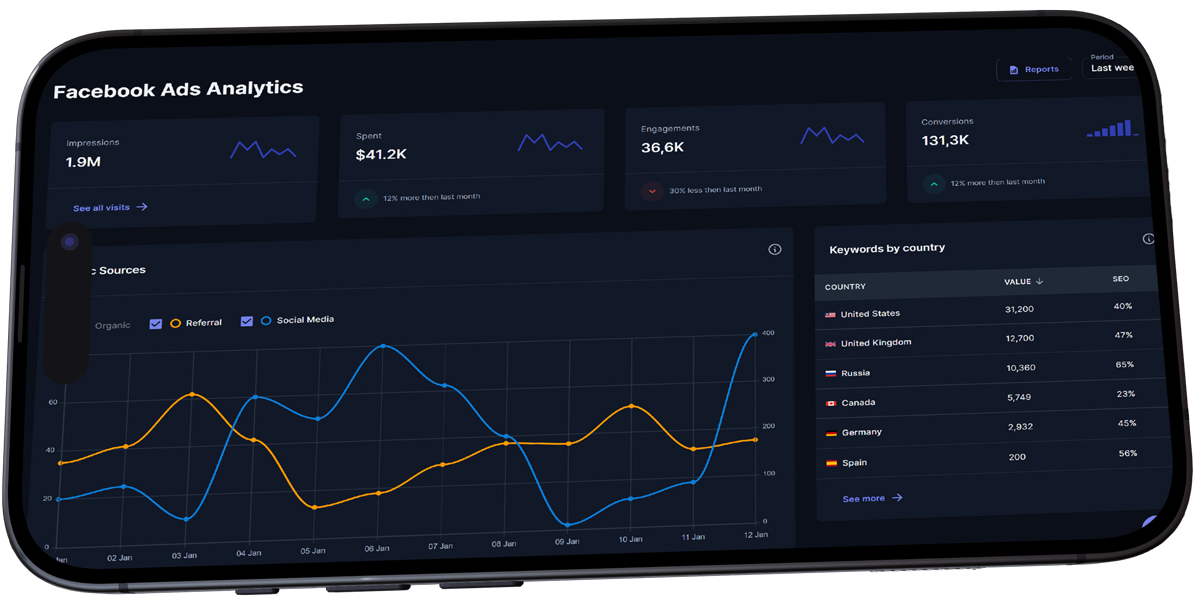 Facebook Ads Analytics
Reports
Period
Last wee
Impressions
1.9M
See all visits
Spent
$41.2K
12% more then last month
Engagements
36,6K
30% less then last month
Conversions
131,3K
12% more then last month
c Sources
Organic
Referral
Social Media
60
40
20
0
400
300
200
100
0
Jan
02 Jan
03 Jan
04 Jan
05 Jan
06 Jan
07 Jan
08 Jan
09 Jan
10 Jan
11 Jan
12 Jan
Keywords by country
COUNTRY VALUE SEO
United States 31,200 40%
United Kingdom 12,700 47%
Russia 10,360 65%
Canada 5,749 23%
Germany 2,932 45%
Spain 200 56%
See more